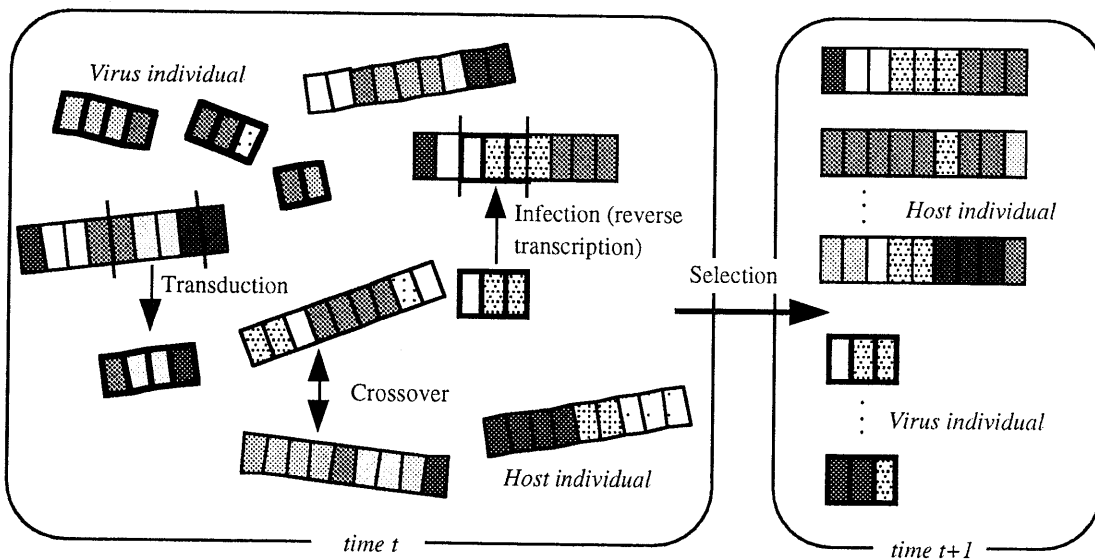 Virus individual
Infection (reverse
transcription)
Transduction
Crossover
Host individual
time t
Selection
Host individual
Virus individual
time t+1